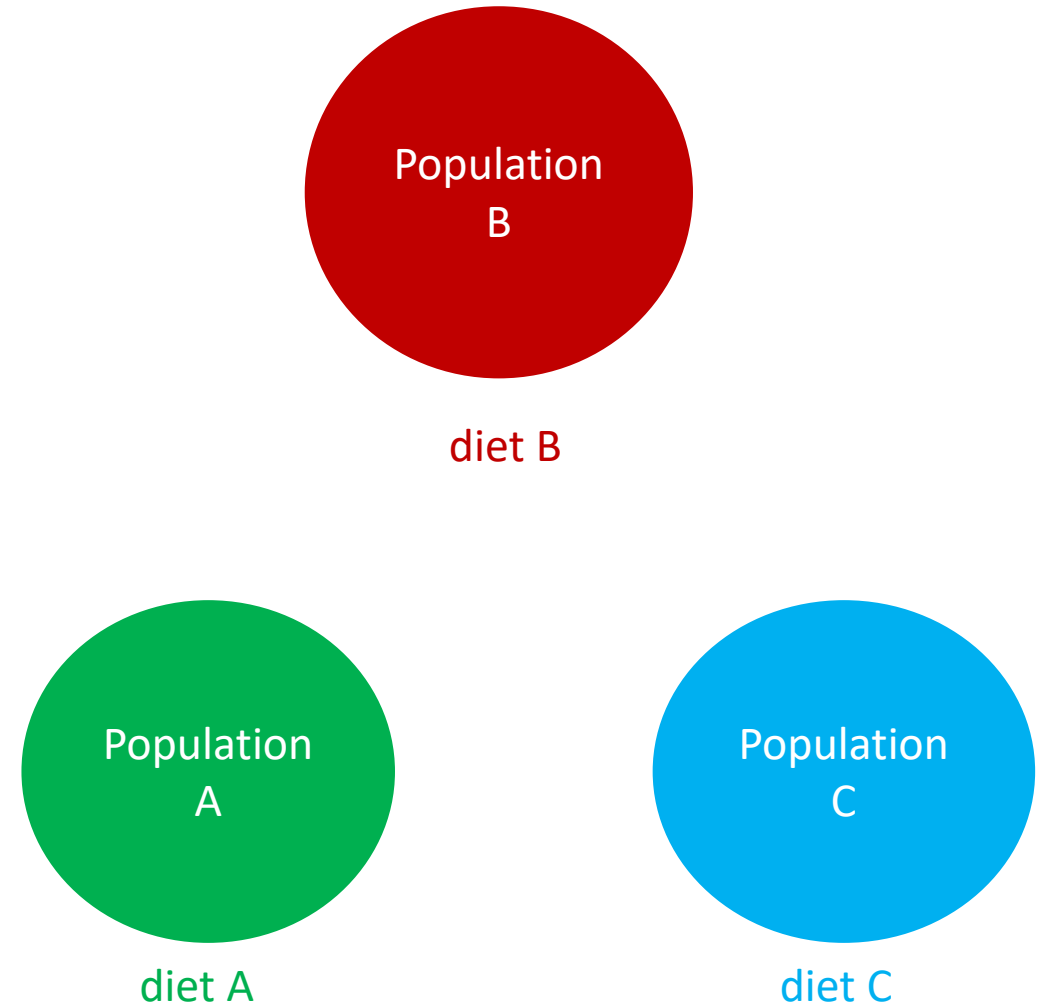 Population
B
diet B
Population
A
diet A
Population
C
diet C